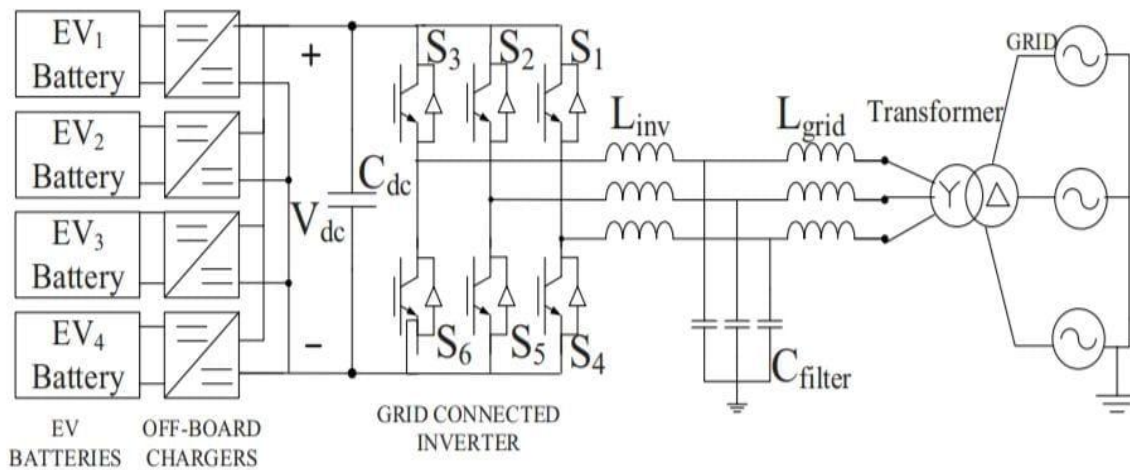 EV1
Battery
EV2
Battery
EV3
Battery
EV4
Battery
EV
BATTERIES
OFF-BOARD
CHARGERS
+
Vdc
−
Cdc
S3
S2
S1
S6
S5
S4
GRID CONNECTED
INVERTER
Linv
Lgrid
Cfilter
Transformer
Y
Δ
GRID